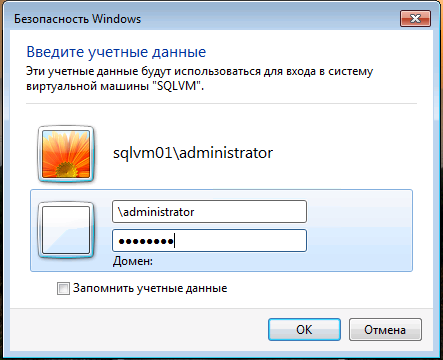 Безопасность Windows
Введите учетные данные
Эти учетные данные будут использоваться для входа в систему
виртуальной машины "SQLVM".
sqlvm01\administrator
\administrator
●●●●●●●●
Домен:
Запомнить учетные данные
OK
Отмена